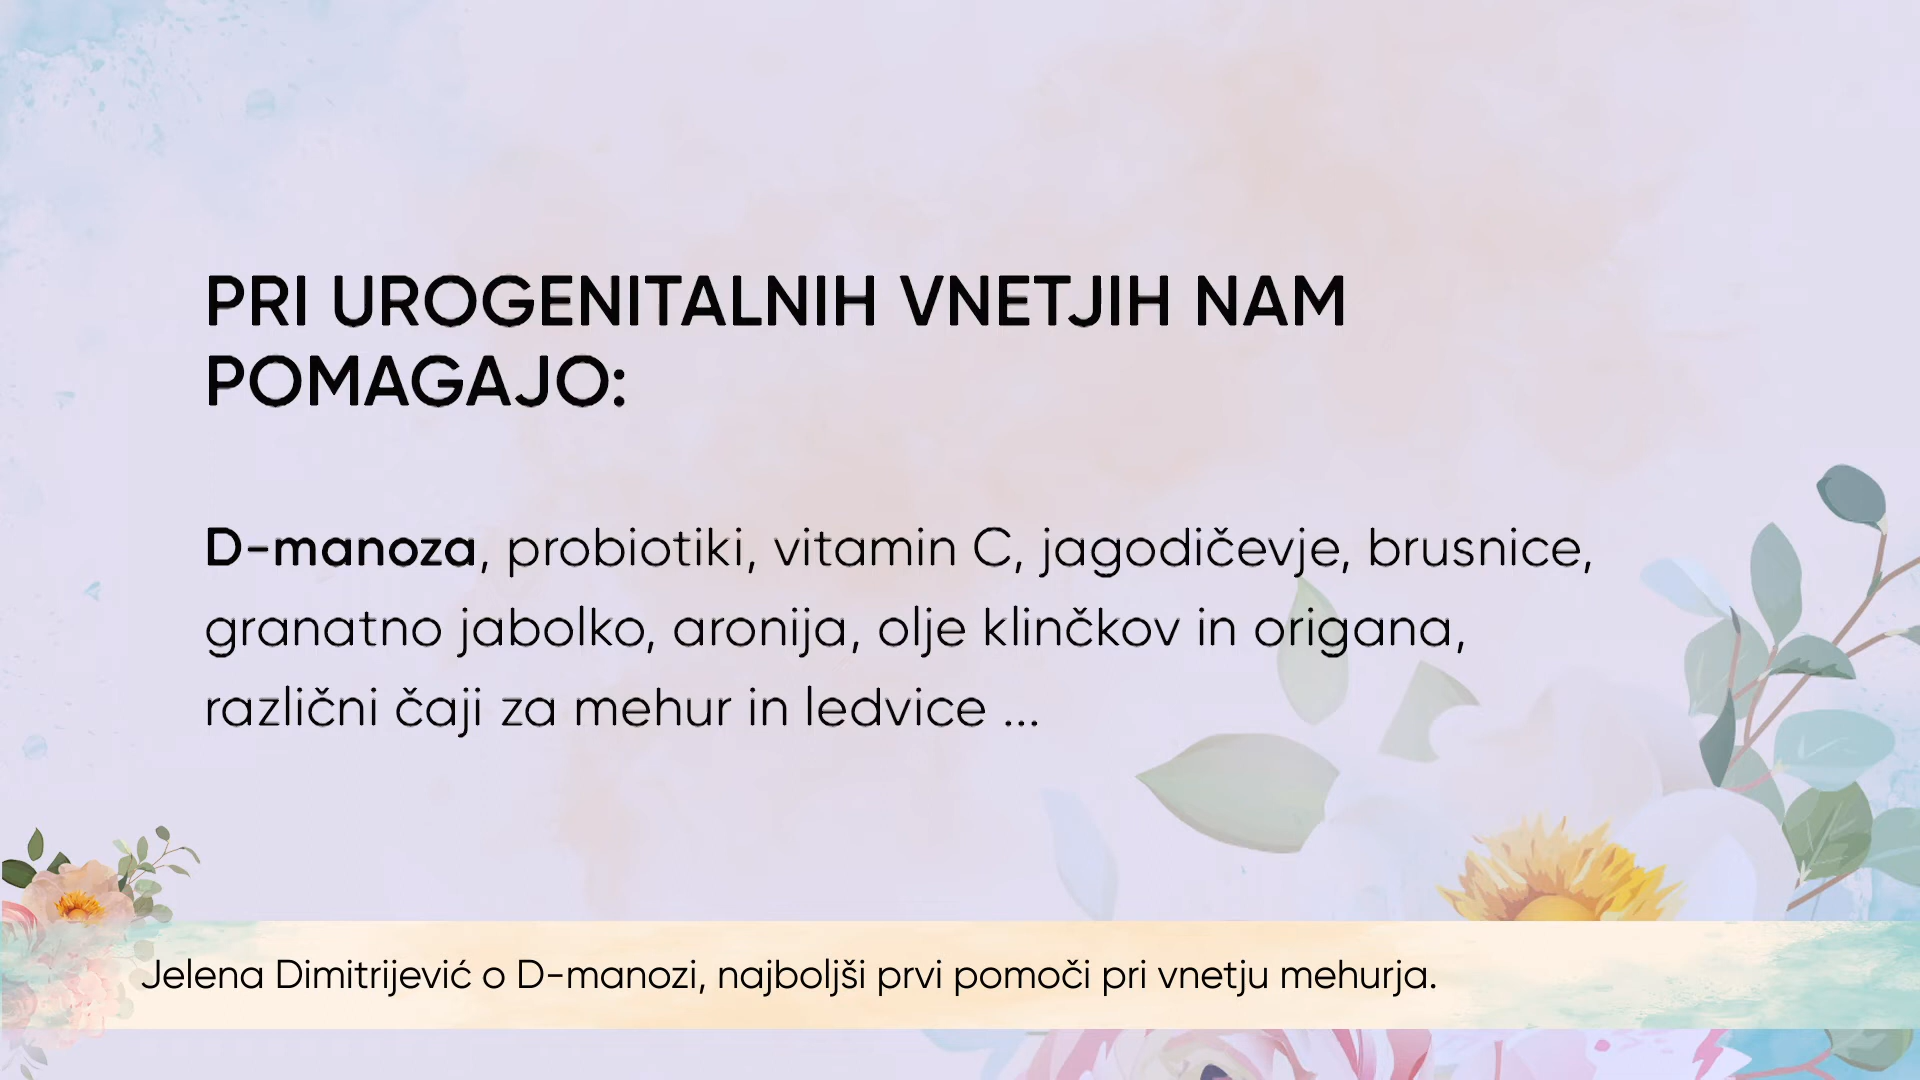 PRI UROGENITALNIH VNETJIH NAM
POMAGAJO:
D-manoza, probiotiki, vitamin C, jagodičevje, brusnice,
granatno jabolko, aronija, olje klinčkov in origana,
različni čaji za mehur in ledvice ...
Jelena Dimitrijević o D-manozi, najboljši prvi pomoči pri vnetju mehurja.